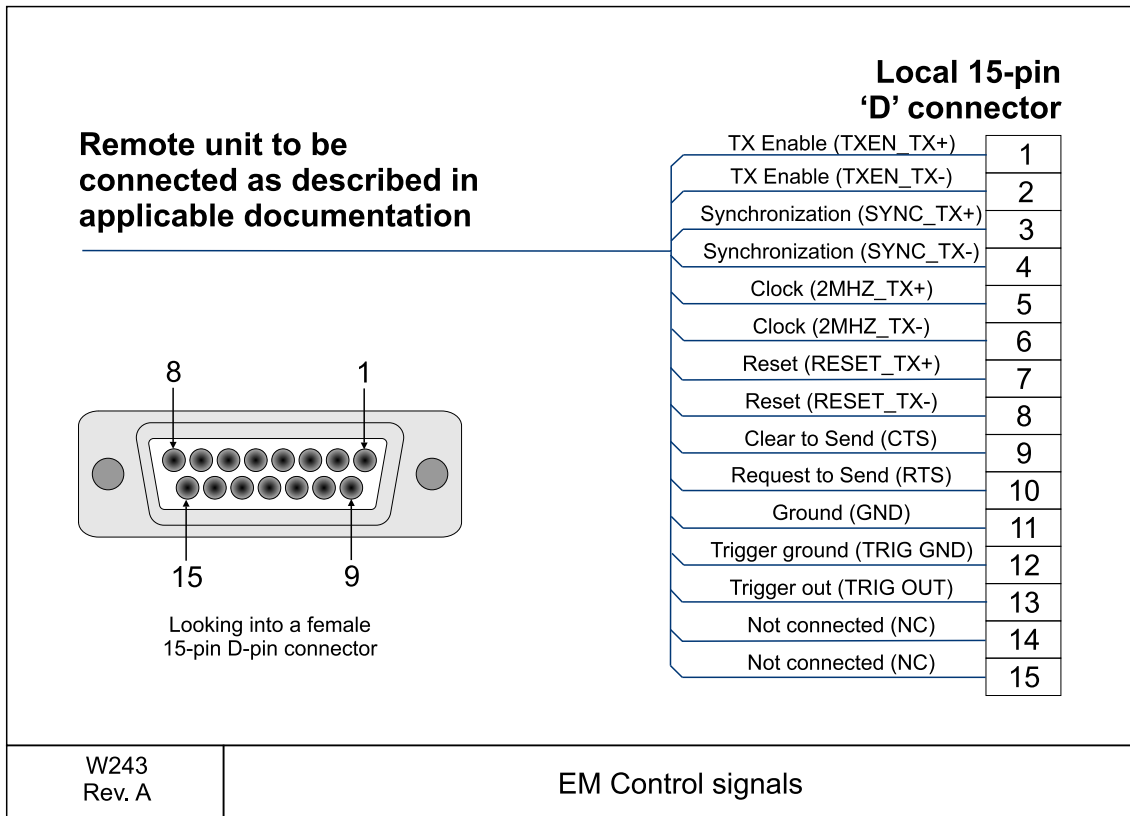 Local 15-pin
‘D’ connector
Remote unit to be
connected as described in
applicable documentation
TX Enable (TXEN_TX+)
1
TX Enable (TXEN_TX-)
2
Synchronization (SYNC_TX+)
3
Synchronization (SYNC_TX-)
4
Clock (2MHZ_TX+)
5
Clock (2MHZ_TX-)
6
Reset (RESET_TX+)
7
Reset (RESET_TX-)
8
Clear to Send (CTS)
9
Request to Send (RTS)
10
Ground (GND)
11
Trigger ground (TRIG GND)
12
Trigger out (TRIG OUT)
13
Not connected (NC)
14
Not connected (NC)
15
8
1
15
9
Looking into a female
15-pin D-pin connector
W243
Rev. A
EM Control signals